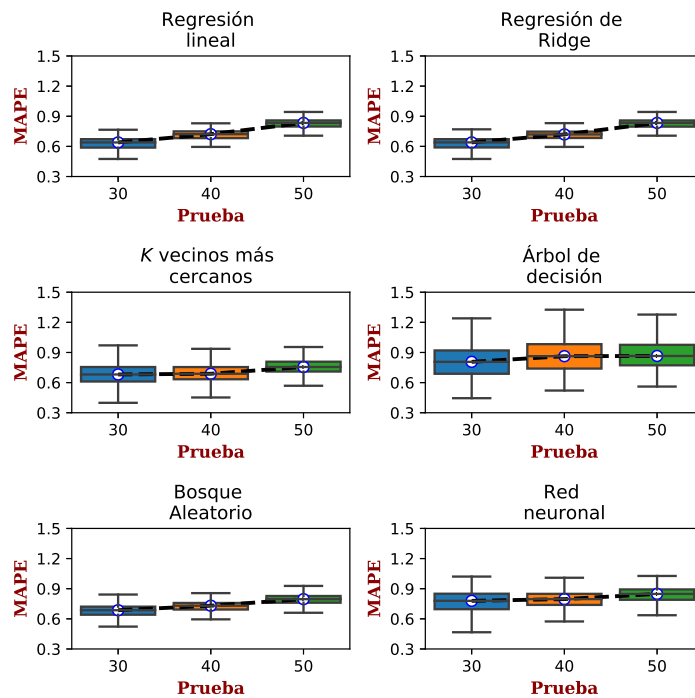 Regresión
lineal
1.5
1.2
0.9
0.6
0.3
MAPE
30 40 50
Prueba
Regresión de
Ridge
1.5
1.2
0.9
0.6
0.3
MAPE
30 40 50
Prueba
K vecinos más
cercanos
1.5
1.2
0.9
0.6
0.3
MAPE
30 40 50
Prueba
Árbol de
decisión
1.5
1.2
0.9
0.6
0.3
MAPE
30 40 50
Prueba
Bosque
Aleatorio
1.5
1.2
0.9
0.6
0.3
MAPE
30 40 50
Prueba
Red
neuronal
1.5
1.2
0.9
0.6
0.3
MAPE
30 40 50
Prueba